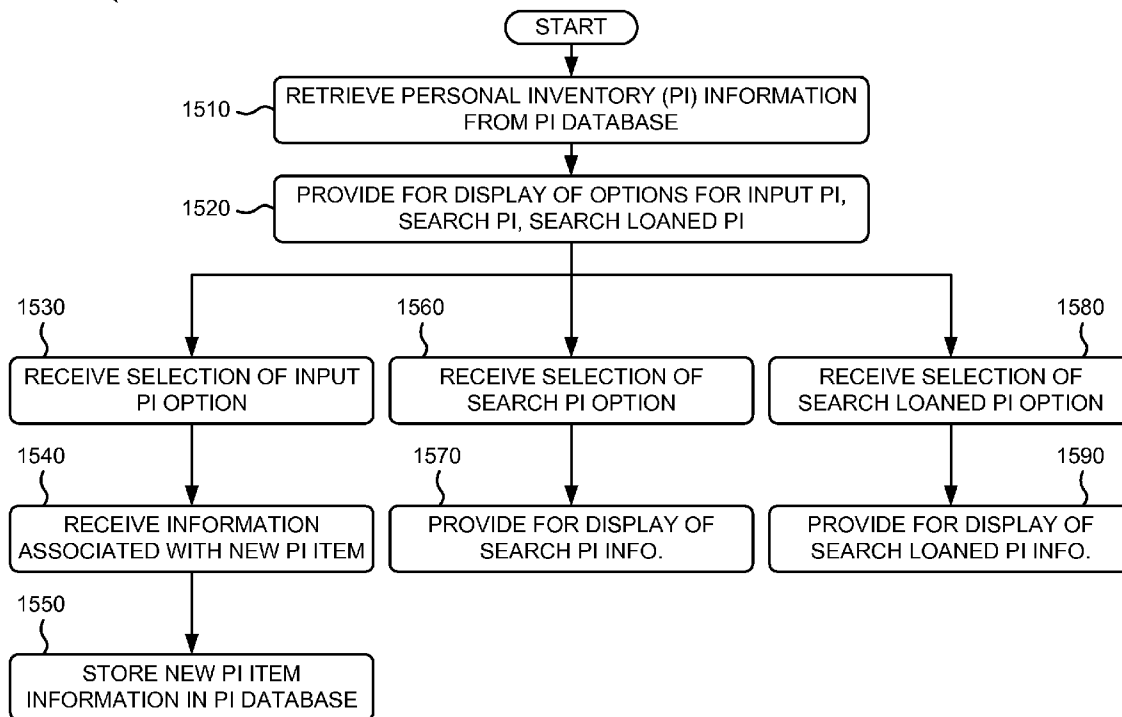 START
1510
RETRIEVE PERSONAL INVENTORY (PI) INFORMATION
FROM PI DATABASE
1520
PROVIDE FOR DISPLAY OF OPTIONS FOR INPUT PI,
SEARCH PI, SEARCH LOANED PI
1530
RECEIVE SELECTION OF INPUT
PI OPTION
1540
RECEIVE INFORMATION
ASSOCIATED WITH NEW PI ITEM
1550
STORE NEW PI ITEM
INFORMATION IN PI DATABASE
1560
RECEIVE SELECTION OF
SEARCH PI OPTION
1570
PROVIDE FOR DISPLAY OF
SEARCH PI INFO.
1580
RECEIVE SELECTION OF
SEARCH LOANED PI OPTION
1590
PROVIDE FOR DISPLAY OF
SEARCH LOANED PI INFO.